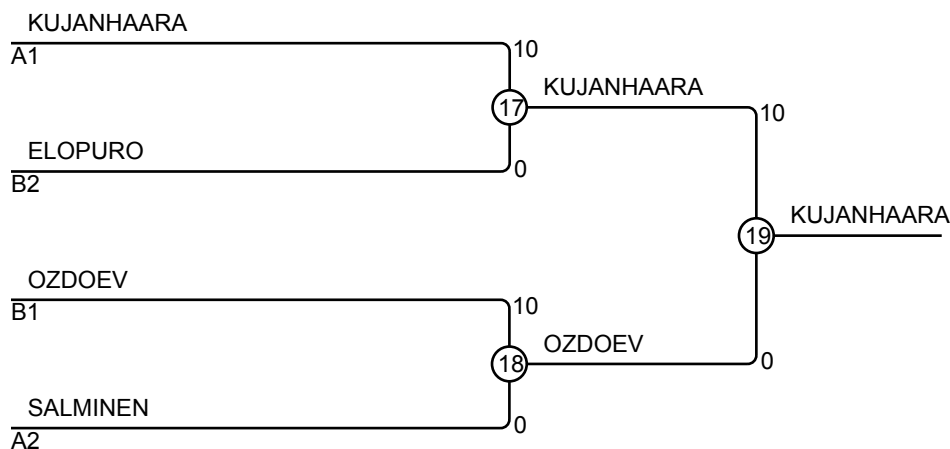 KUJANHAARA
A1
10
17
KUJANHAARA
10
ELOPURO
B2
0
19
KUJANHAARA
OZDOEV
B1
10
18
OZDOEV
0
SALMINEN
A2
0